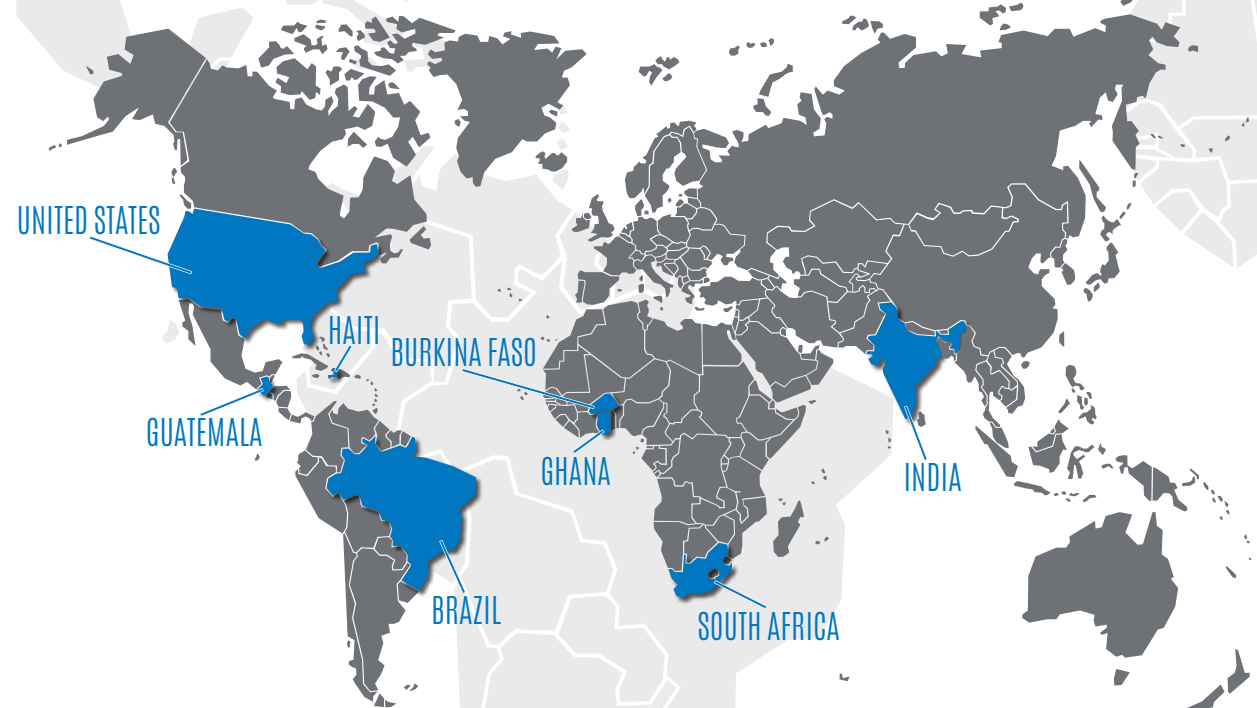 UNITED STATES
HAITI
BURKINA FASO
GUATEMALA
GHANA
INDIA
BRAZIL
SOUTH AFRICA